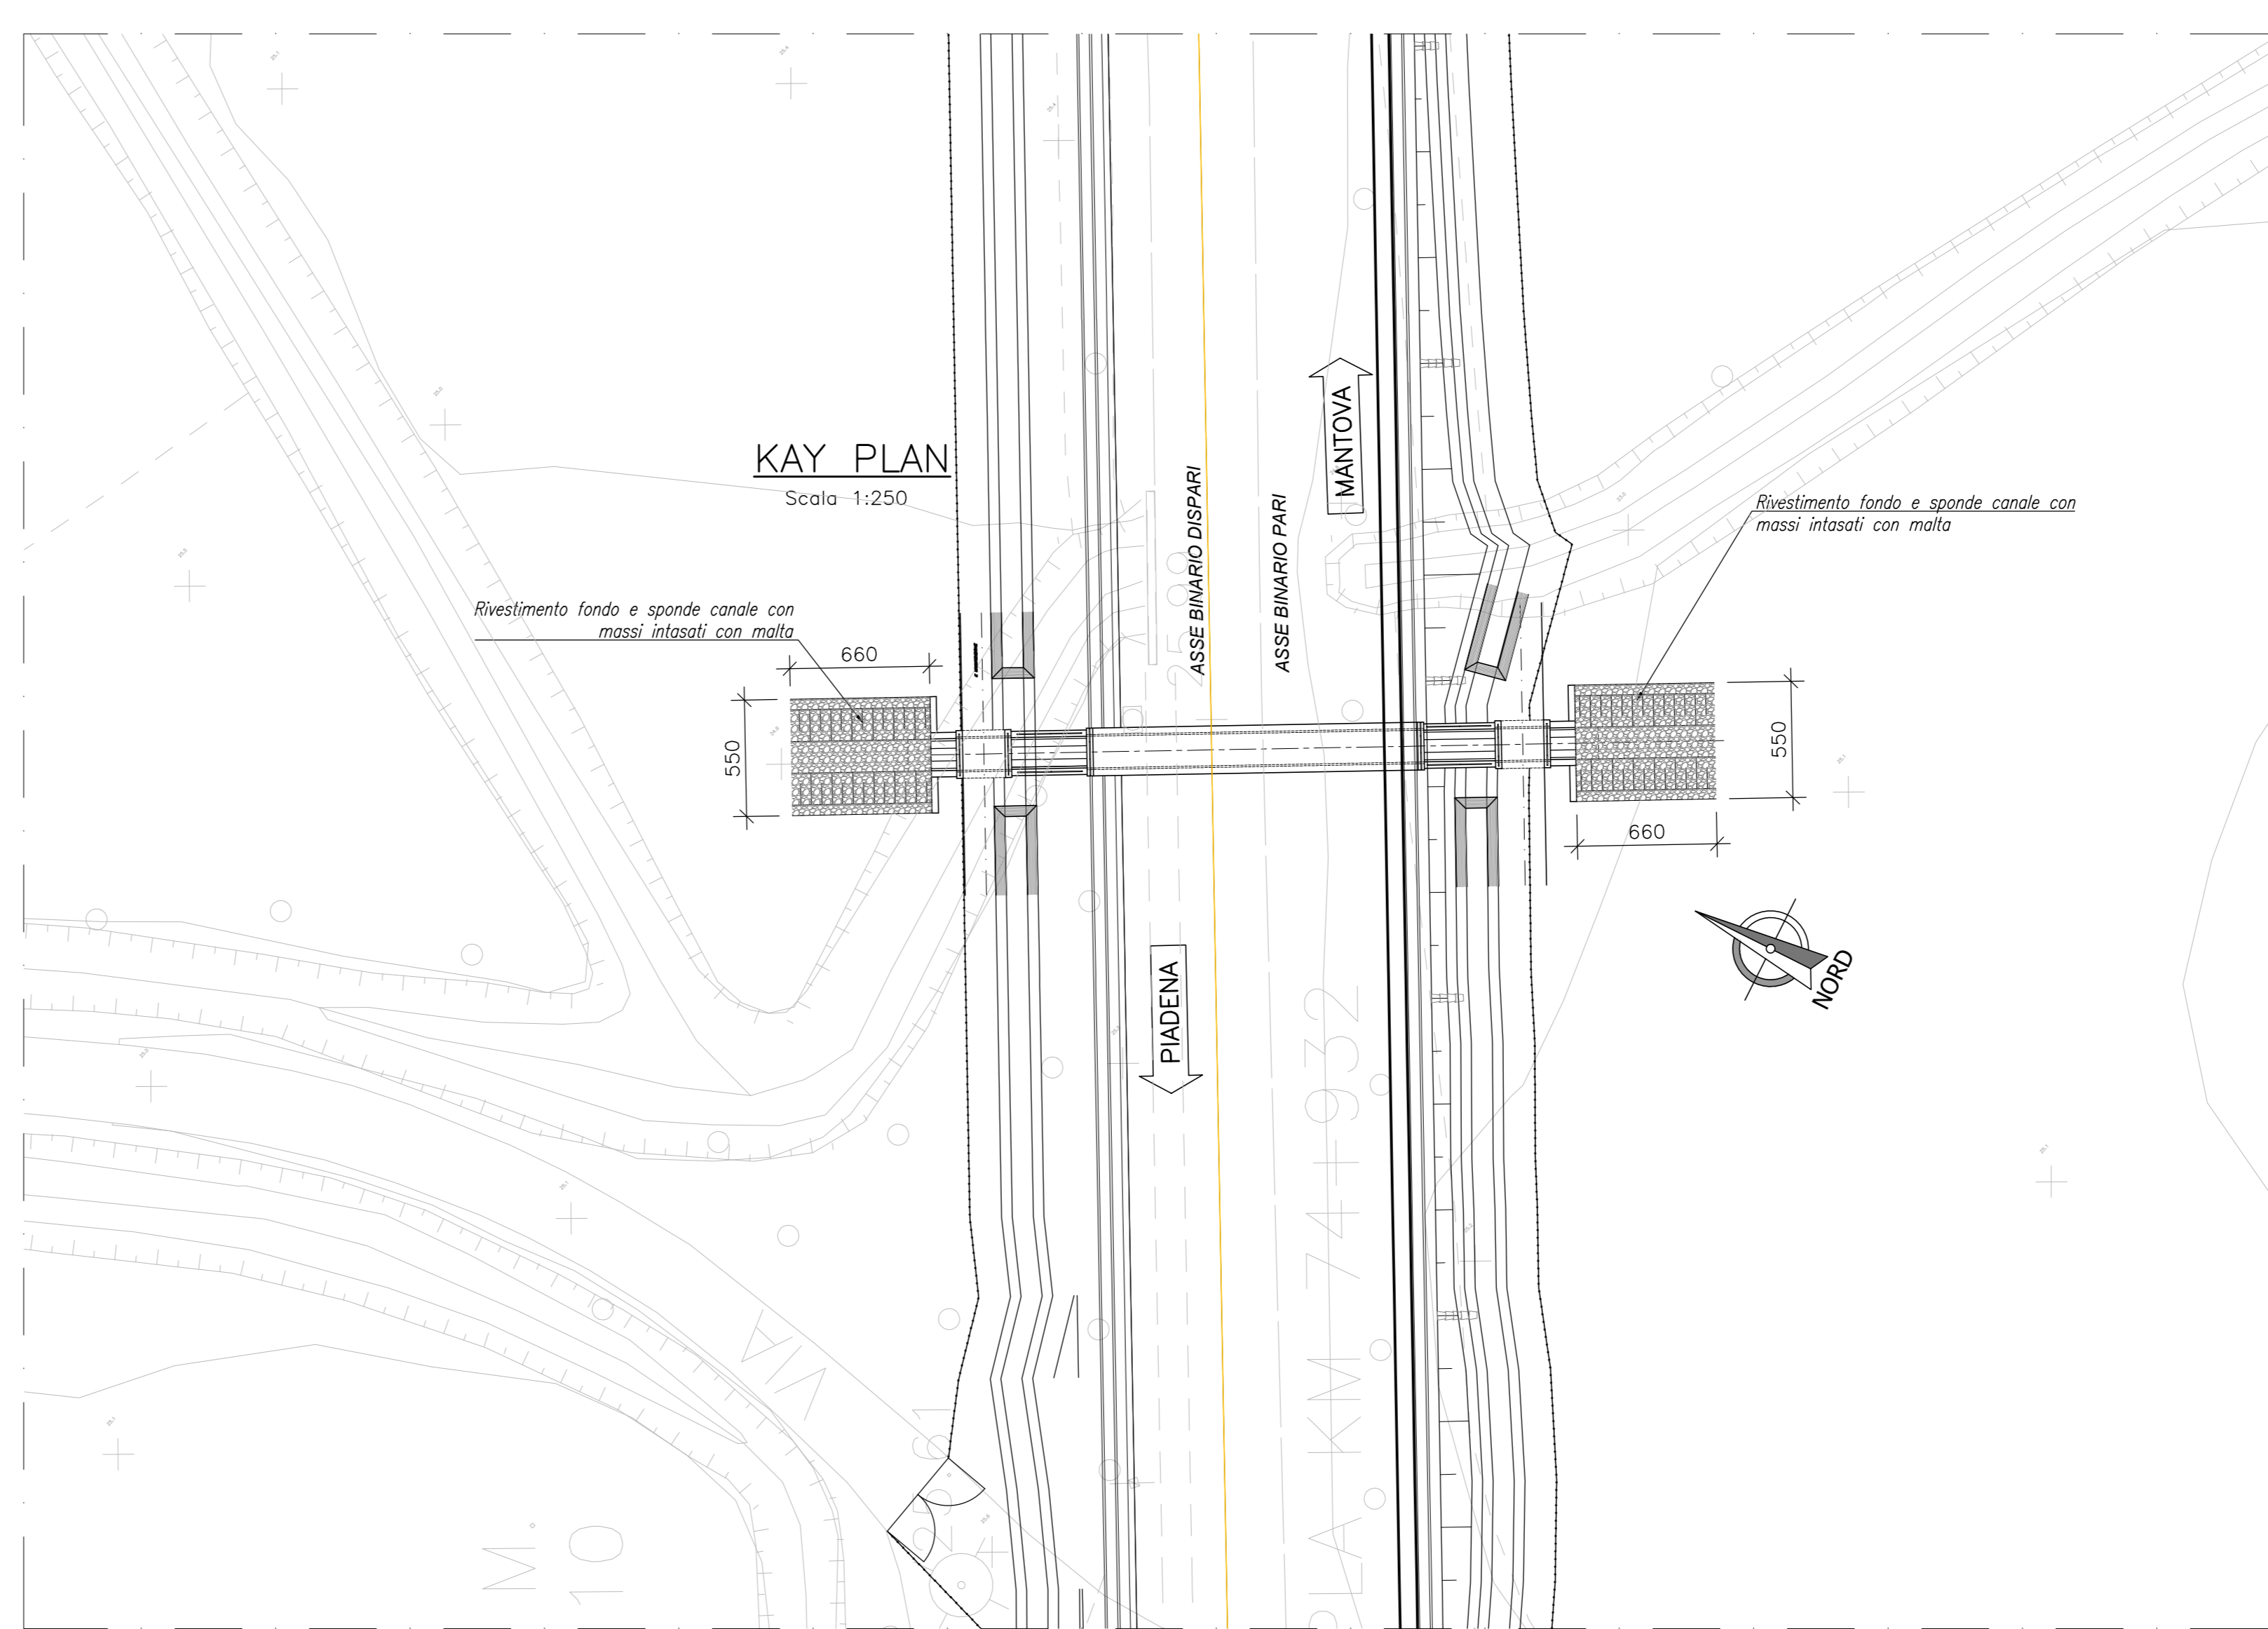 KAY PLAN
Scala 1:250
MANTOVA
ASSE BINARIO DISPARI
ASSE BINARIO PARI
Rivestimento fondo e sponde canale con
massi intasati con malta
Rivestimento fondo e sponde canale con
massi intasati con malta
660
550
550
660
NORD
PIADENA
KM 74+932
VIA